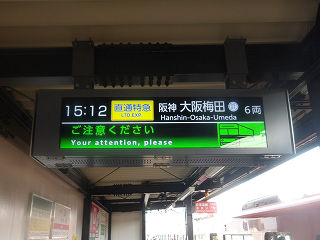 15:12 直通特急 阪神 大阪梅田 6両
LTD.EXP. Hanshin-Osaka-Umeda
ご注意ください
Your attention, please